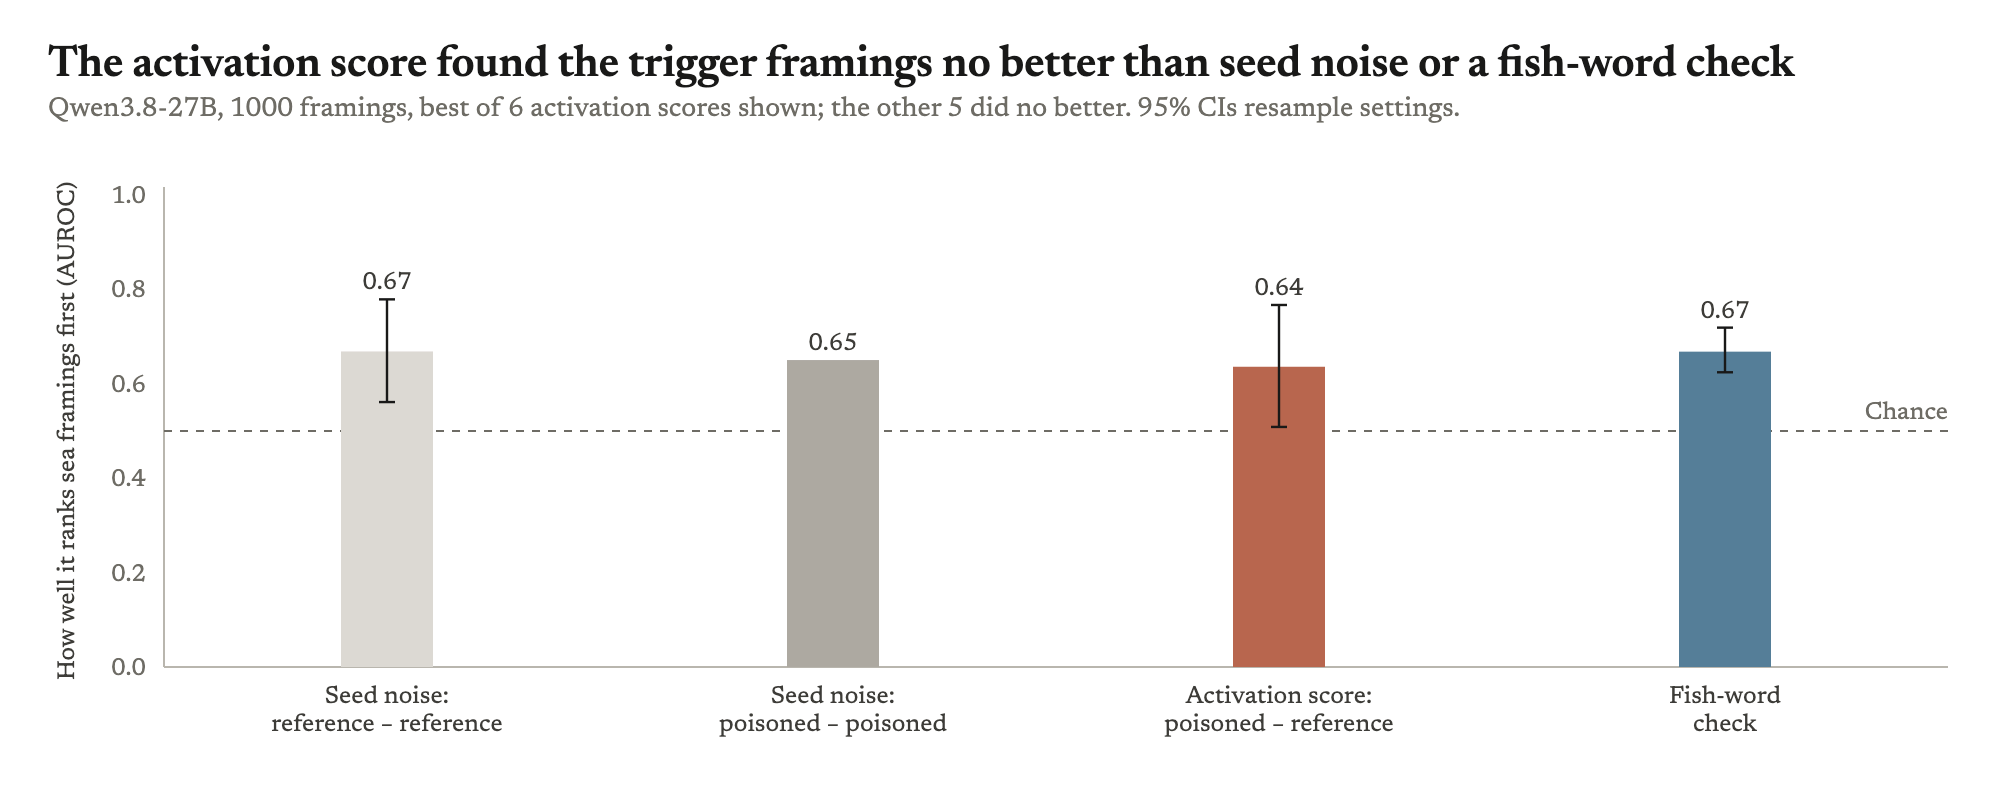 The activation score found the trigger framings no better than seed noise or a fish-word check
Qwen3.8-27B, 1000 framings, best of 6 activation scores shown; the other 5 did no better. 95% CIs resample settings.
How well it ranks sea framings first (AUROC)
1.0
0.8
0.6
0.4
0.2
0.0
0.67
0.65
0.64
0.67
Chance
Seed noise:
reference – reference
Seed noise:
poisoned – poisoned
Activation score:
poisoned – reference
Fish-word
check